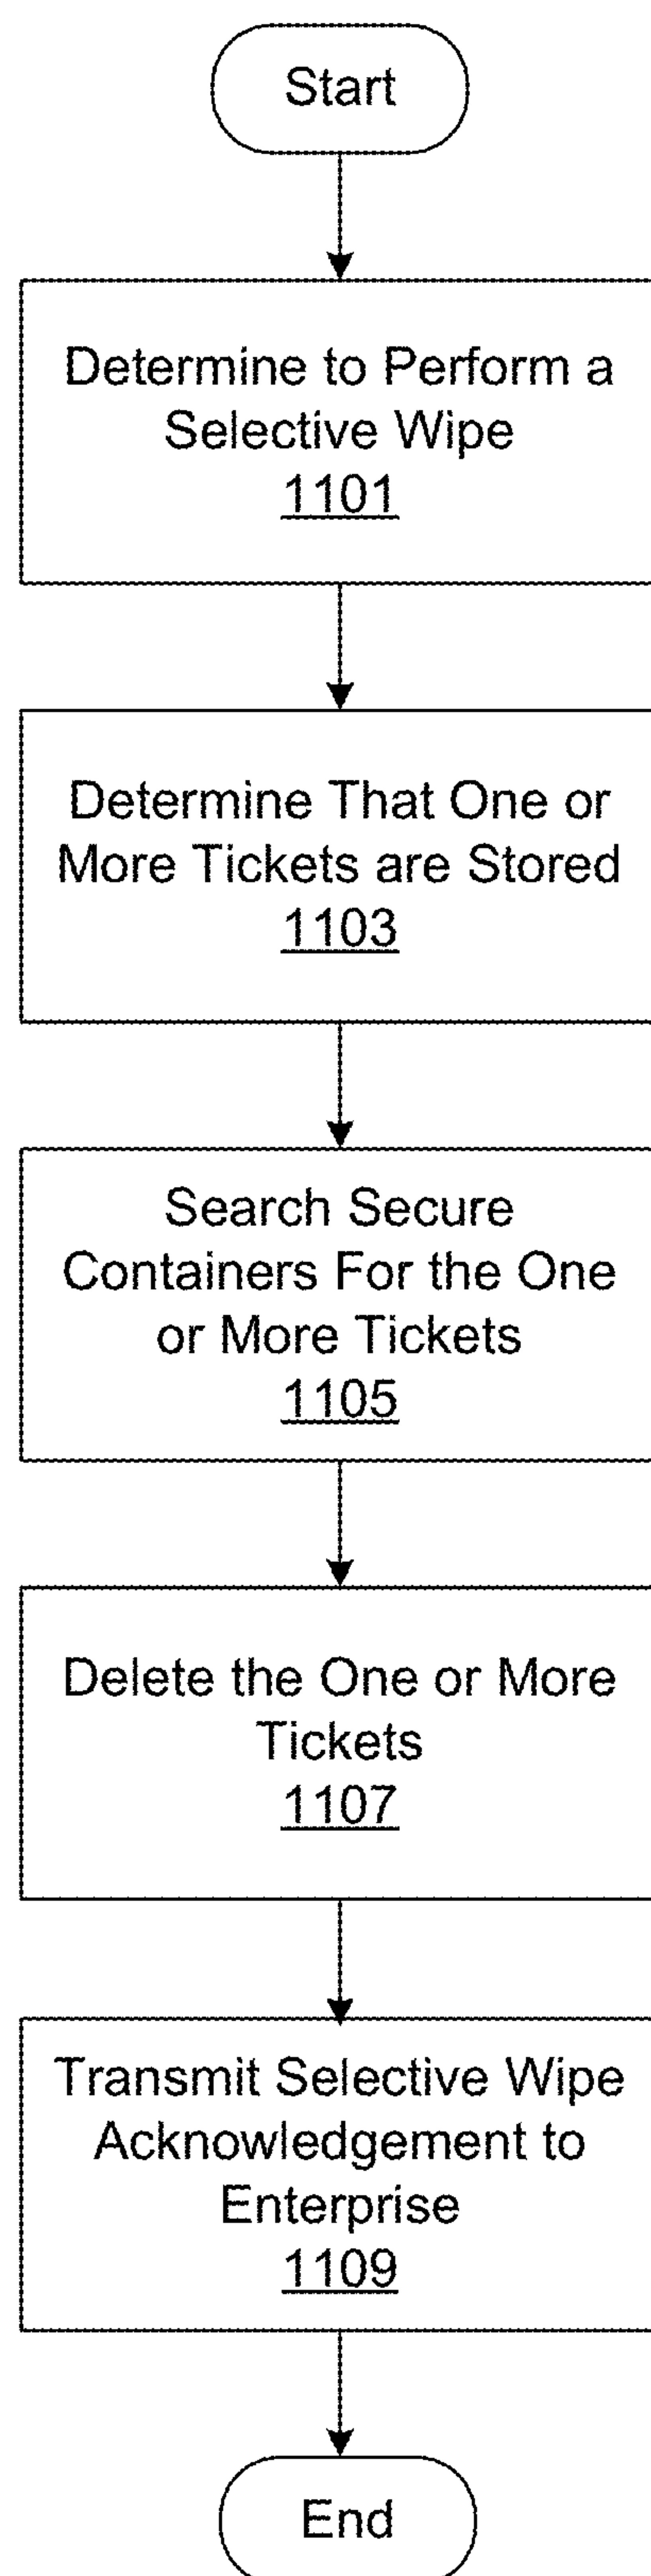 Start
Determine to Perform a
Selective Wipe
1101
Determine That One or
More Tickets are Stored
1103
Search Secure
Containers For the One
or More Tickets
1105
Delete the One or More
Tickets
1107
Transmit Selective Wipe
Acknowledgement to
Enterprise
1109
End